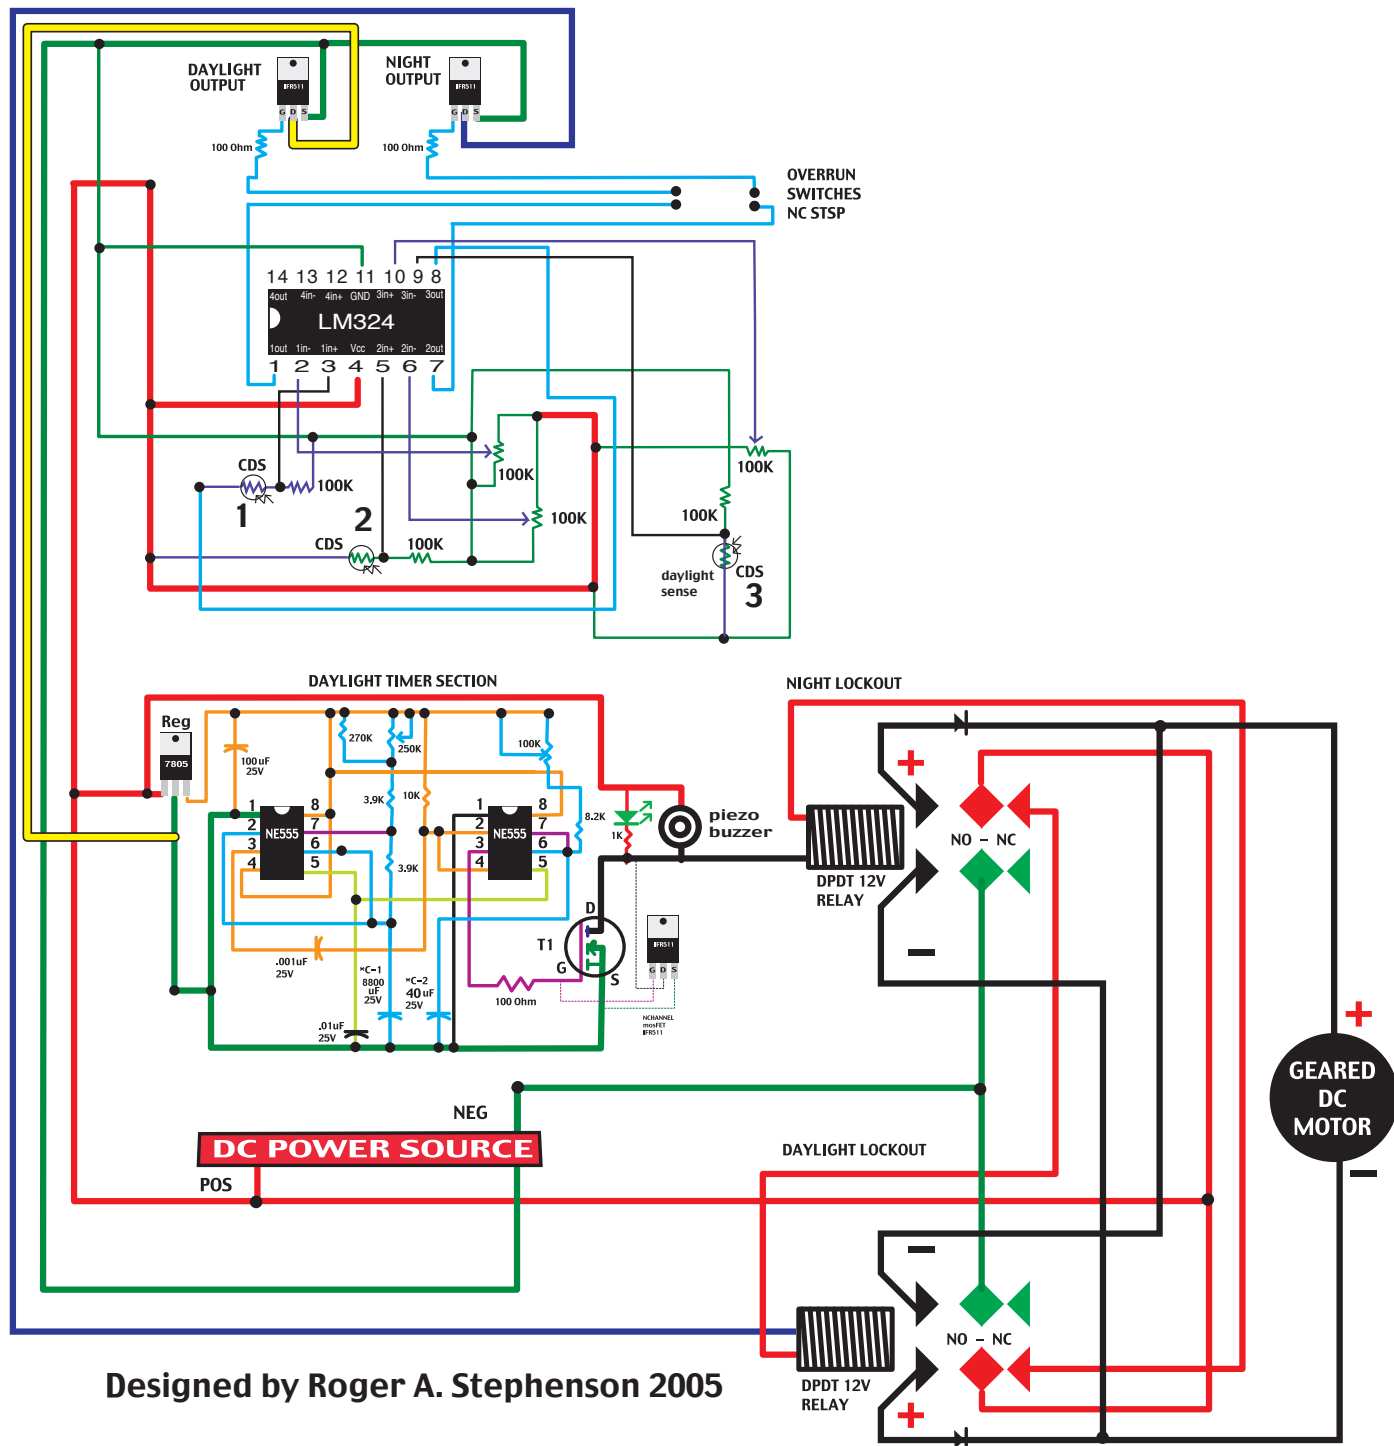 DAYLIGHT
OUTPUT
IFR511
G D S
NIGHT
OUTPUT
IFR511
G D S
100 Ohm
100 Ohm
OVERRUN
SWITCHES
NC STSP
14 13 12 11 10 9 8
4out 4in- 4in+ GND 3in+ 3in- 3out
LM324
1out 1in- 1in+ Vcc 2in+ 2in- 2out
1 2 3 4 5 6 7
CDS
1
100K
2
CDS
100K
100K
100K
100K
100K
daylight
sense
CDS
3
DAYLIGHT TIMER SECTION
NIGHT LOCKOUT
Reg
7805
100uF
25V
270K
250K
100K
3.9K
10K
8.2K
3.9K
1
2
3
4
NE555
8
7
6
5
1
2
3
4
NE555
8
7
6
5
1K
piezo
buzzer
+
NO - NC
DPDT 12V
RELAY
-
D
T1
G
S
IFR511
G D S
NCHANNEL
mosFET
IFR511
.001uF
25V
*C-1
8800
uF
25V
*C-2
40uF
25V
100 Ohm
.01uF
25V
+
GEARED
DC
MOTOR
-
NEG
DC POWER SOURCE
POS
DAYLIGHT LOCKOUT
-
NO - NC
DPDT 12V
RELAY
+
Designed by Roger A. Stephenson 2005